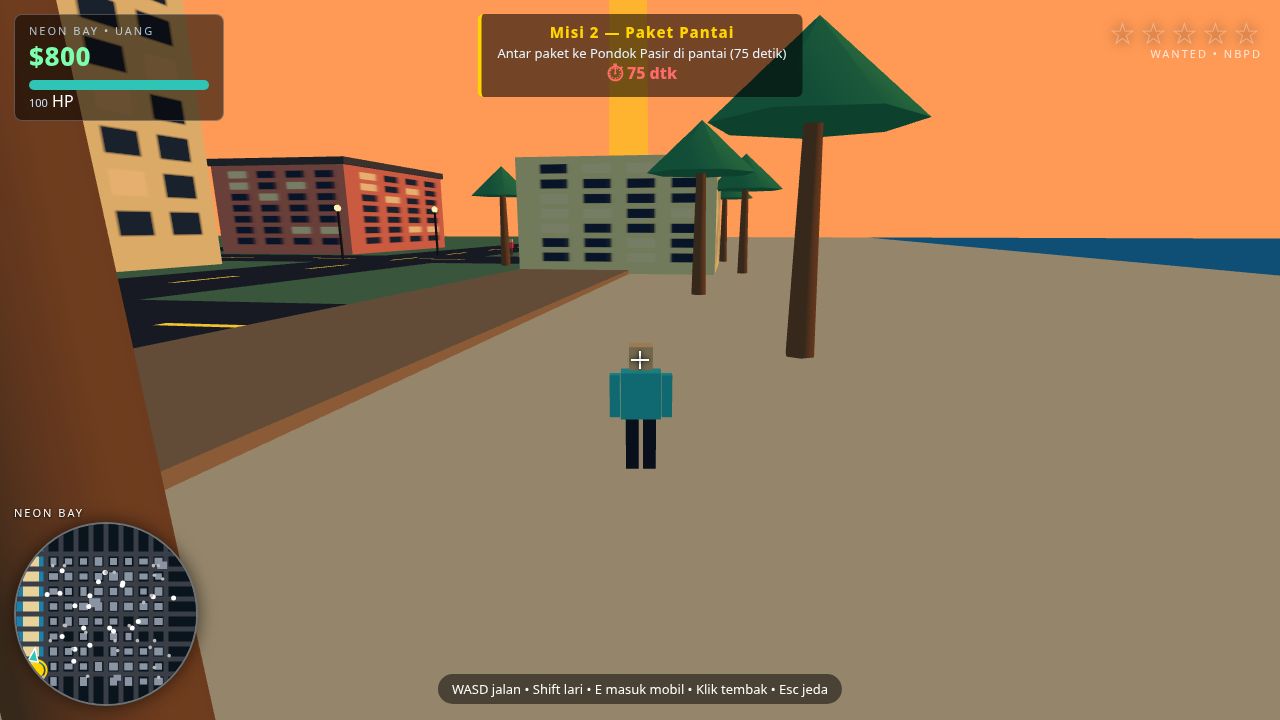 NEON BAY • UANG
$800
100 HP
Misi 2 — Paket Pantai
Antar paket ke Pondok Pasir di pantai (75 detik)
⏱ 75 dtk
☆ ☆ ☆ ☆ ☆
WANTED • NBPD
NEON BAY
WASD jalan • Shift lari • E masuk mobil • Klik tembak • Esc jeda